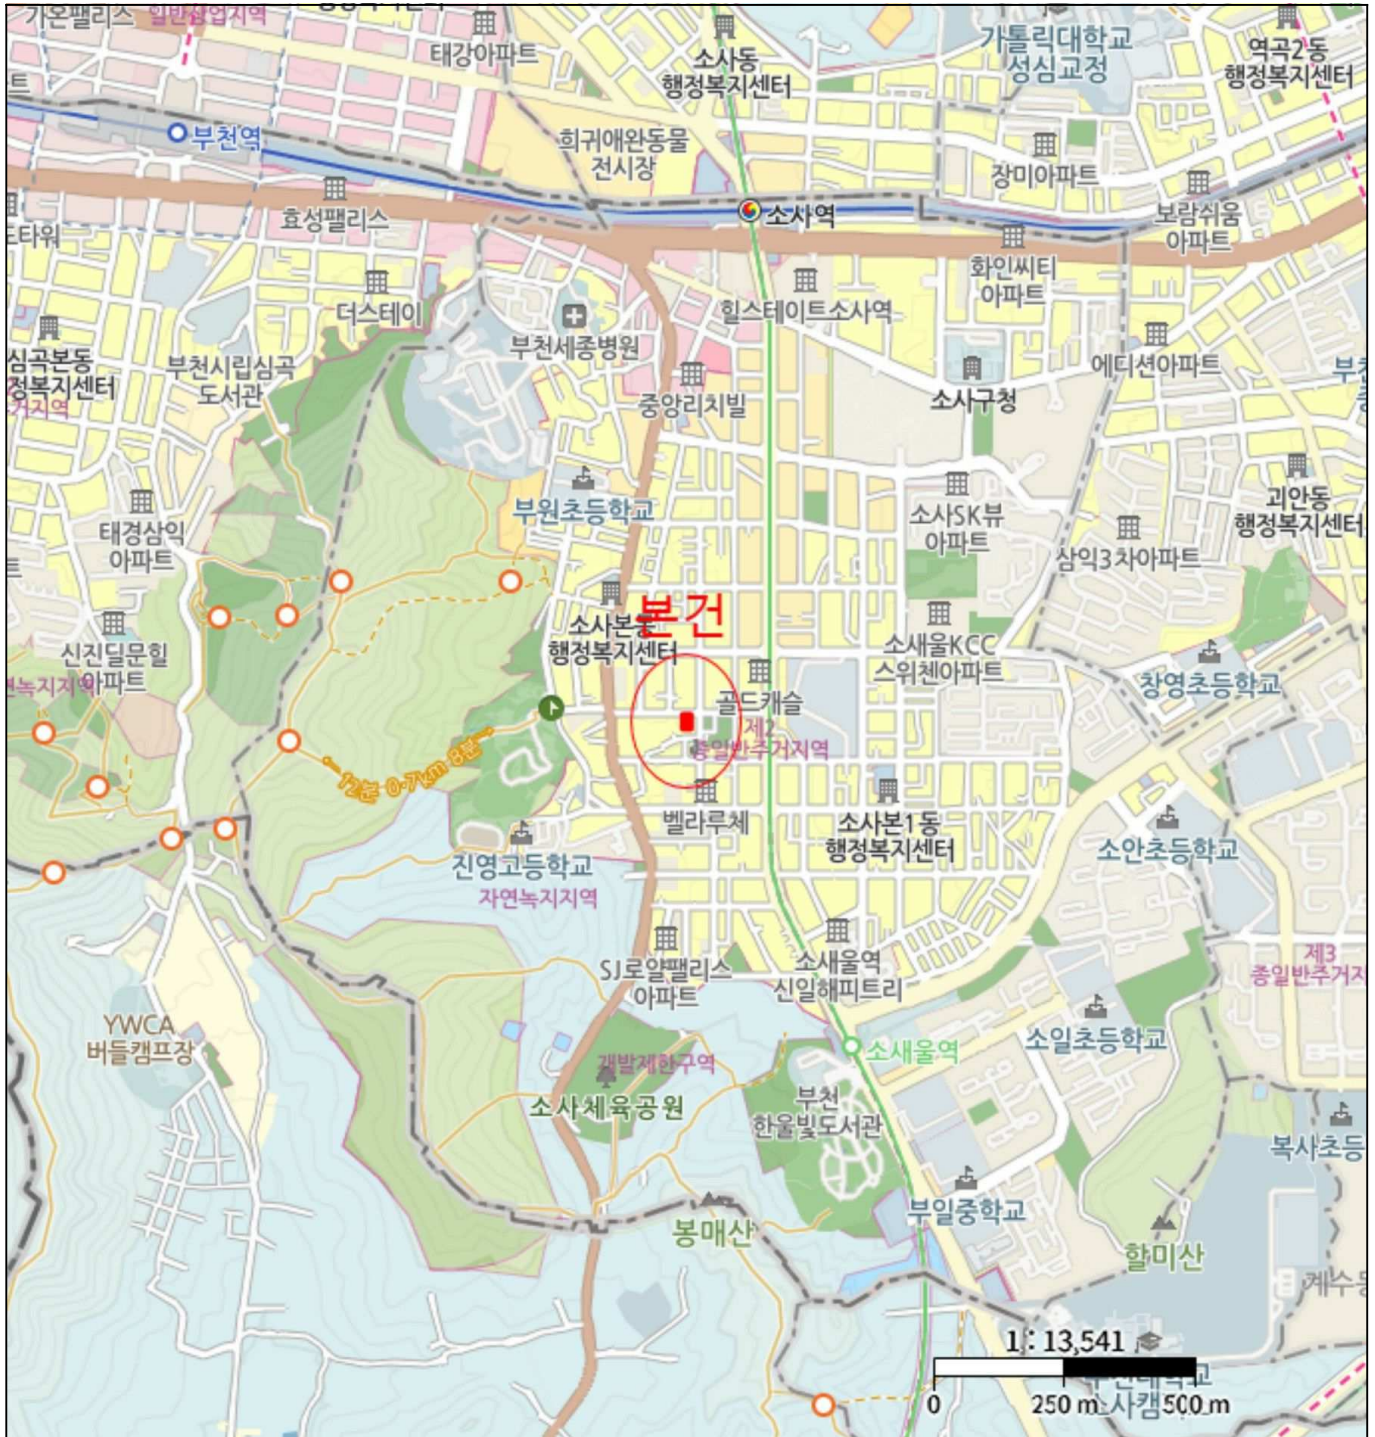 가온팰리스
일반상업지역
태강아파트
소사동
행정복지센터
가톨릭대학교
성심교정
역곡2동
행정복지센터
부천역
희귀애완동물
전시장
장미아파트
효성팰리스
소사역
보람쉬움
아파트
화인씨티
아파트
더스테이
힐스테이트소사역
부천세종병원
심곡본동
부천시립심곡
도서관
중앙리치빌
소사구청
에디션아파트
부원초등학교
태경삼익
아파트
소사SK뷰
아파트
삼익3차아파트
괴안동
행정복지센터
본건
소사본동
행정복지센터
신진딜문힐
아파트
소새울KCC
스위첸아파트
창영초등학교
골드캐슬
제2
종일반주거지역
12분 0.7km 8분
벨라루체
소사본1동
행정복지센터
소안초등학교
진영고등학교
자연녹지지역
SJ로얄팰리스
아파트
소새울역
신일해피트리
제3
종일반주거지
YWCA
버들캠프장
소새울역
소일초등학교
개발제한구역
소사체육공원
부천
한울빛도서관
복사초등
부일중학교
봉매산
할미산
1 : 13,541
0 250 m 500 m